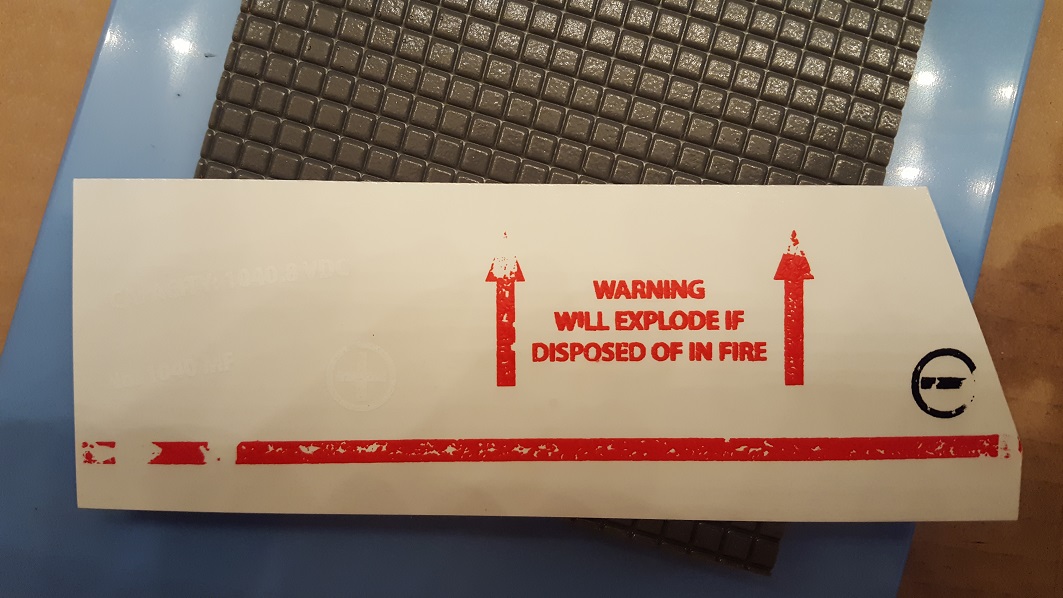 WARNING
WILL EXPLODE IF
DISPOSED OF IN FIRE